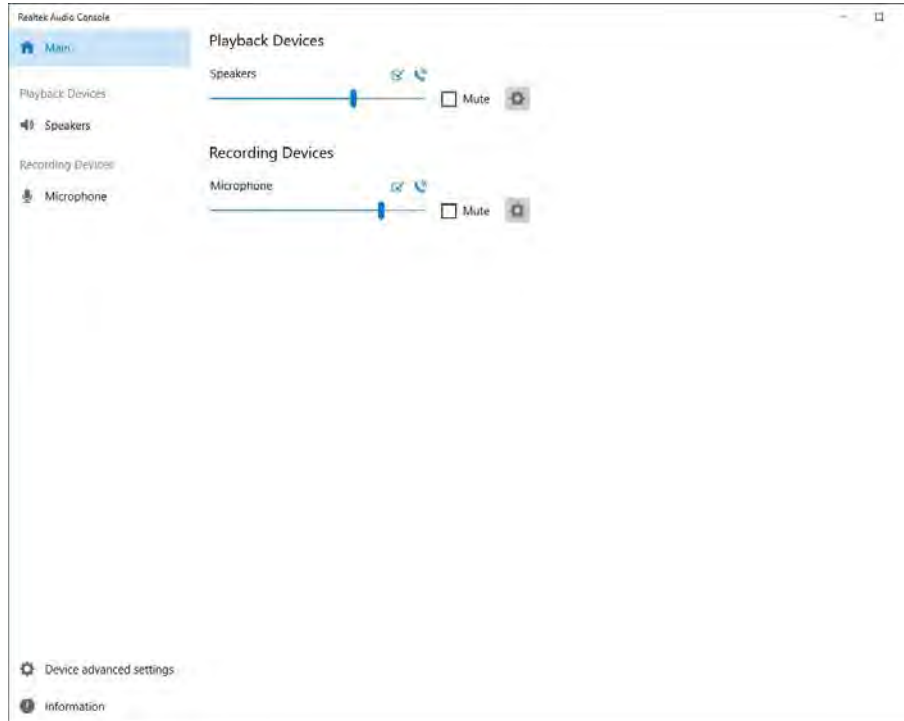 Realtek Audio Console
Main
Playback Devices
Speakers
Recording Devices
Microphone
Device advanced settings
Information
Playback Devices
Speakers
Mute
Recording Devices
Microphone
Mute